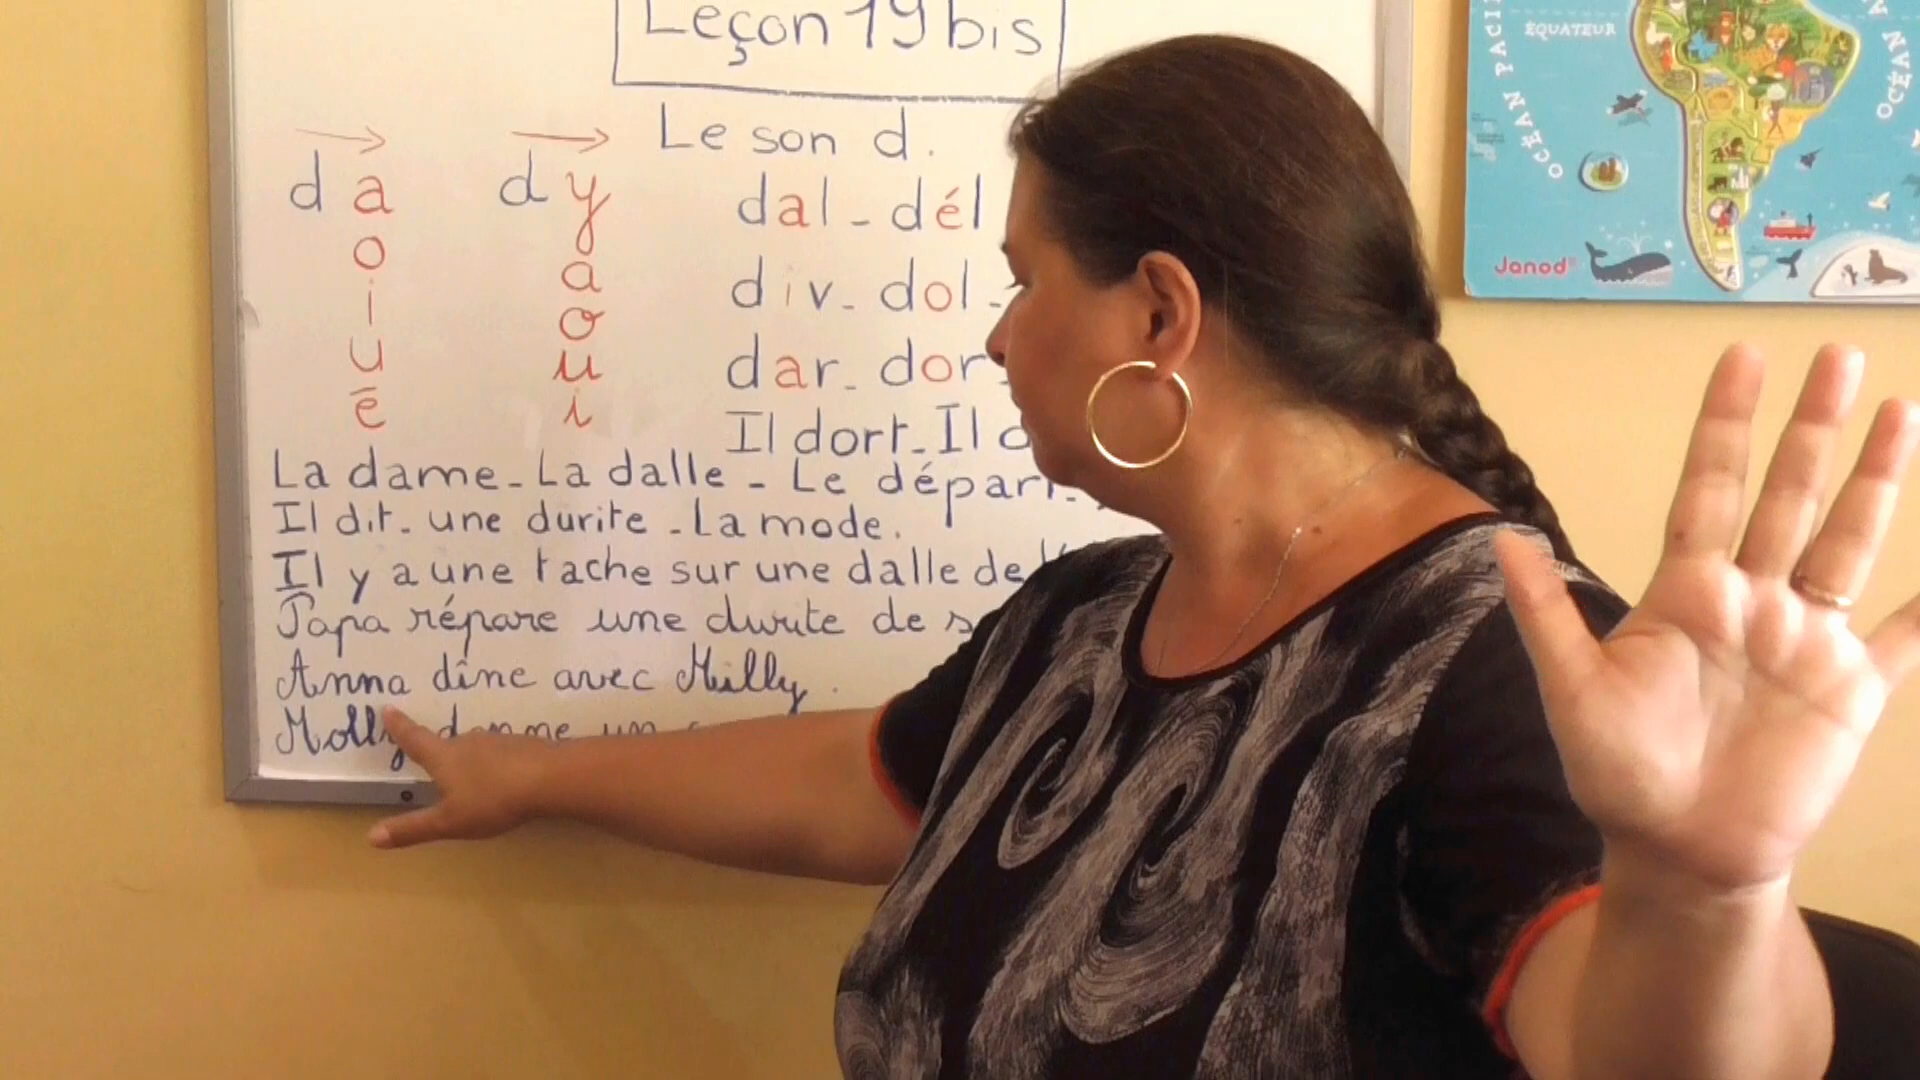 Leçon 19 bis
Le son d.
d a
o
i
u
é
d y
a
o
u
i
dal - dél
div - dol -
dar - dor
Il dort - Il
La dame - La dalle - Le départ -
Il dit - une durite - La mode.
Il y a une tache sur une dalle de
Papa répare une durite de
Anna dîne avec Milly.
Molly donne un
ÉQUATEUR
OCÉAN PACI
OCÉAN
Janod